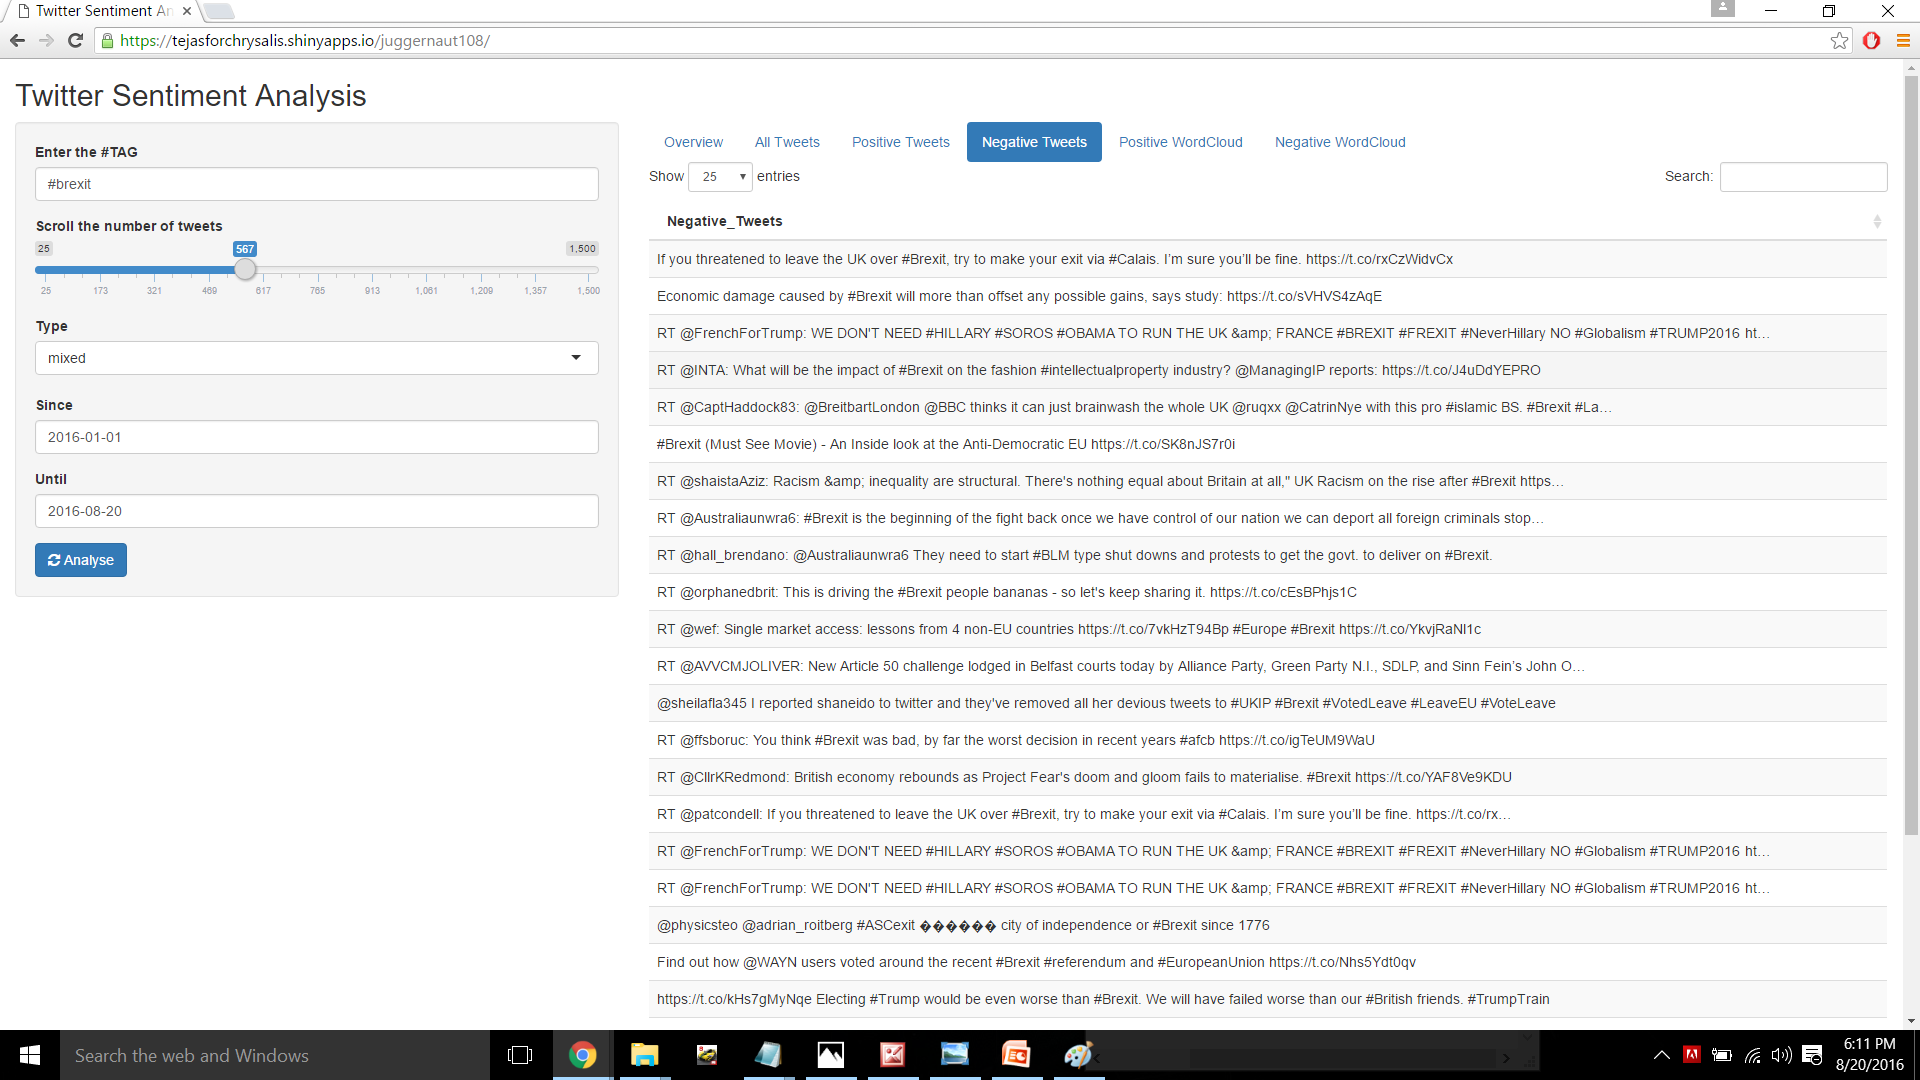 Twitter Sentiment An
https://tejasforchrysalis.shinyapps.io/juggernaut108/
Twitter Sentiment Analysis
Enter the #TAG
#brexit
Scroll the number of tweets
25 567 1,500
25 173 321 469 617 765 913 1,061 1,209 1,357 1,500
Type
mixed
Since
2016-01-01
Until
2016-08-20
Analyse
Overview All Tweets Positive Tweets Negative Tweets Positive WordCloud Negative WordCloud
Show 25 entries Search:
Negative_Tweets
If you threatened to leave the UK over #Brexit, try to make your exit via #Calais. I’m sure you’ll be fine. https://t.co/rxCzWidvCx
Economic damage caused by #Brexit will more than offset any possible gains, says study: https://t.co/sVHVS4zAqE
RT @FrenchForTrump: WE DON'T NEED #HILLARY #SOROS #OBAMA TO RUN THE UK &amp; FRANCE #BREXIT #FREXIT #NeverHillary NO #Globalism #TRUMP2016 ht…
RT @INTA: What will be the impact of #Brexit on the fashion #intellectualproperty industry? @ManagingIP reports: https://t.co/J4uDdYEPRO
RT @CaptHaddock83: @BreitbartLondon @BBC thinks it can just brainwash the whole UK @ruqxx @CatrinNye with this pro #islamic BS. #Brexit #La…
#Brexit (Must See Movie) - An Inside look at the Anti-Democratic EU https://t.co/SK8nJS7r0i
RT @shaistaAziz: Racism &amp; inequality are structural. There's nothing equal about Britain at all," UK Racism on the rise after #Brexit https…
RT @Australiaunwra6: #Brexit is the beginning of the fight back once we have control of our nation we can deport all foreign criminals stop…
RT @hall_brendano: @Australiaunwra6 They need to start #BLM type shut downs and protests to get the govt. to deliver on #Brexit.
RT @orphanedbrit: This is driving the #Brexit people bananas - so let's keep sharing it. https://t.co/cEsBPhjs1C
RT @wef: Single market access: lessons from 4 non-EU countries https://t.co/7vkHzT94Bp #Europe #Brexit https://t.co/YkvjRaNI1c
RT @AVVCMJOLIVER: New Article 50 challenge lodged in Belfast courts today by Alliance Party, Green Party N.I., SDLP, and Sinn Fein’s John O…
@sheilafla345 I reported shaneido to twitter and they've removed all her devious tweets to #UKIP #Brexit #VotedLeave #LeaveEU #VoteLeave
RT @ffsboruc: You think #Brexit was bad, by far the worst decision in recent years #afcb https://t.co/igTeUM9WaU
RT @CllrKRedmond: British economy rebounds as Project Fear's doom and gloom fails to materialise. #Brexit https://t.co/YAF8Ve9KDU
RT @patcondell: If you threatened to leave the UK over #Brexit, try to make your exit via #Calais. I’m sure you’ll be fine. https://t.co/rx…
RT @FrenchForTrump: WE DON'T NEED #HILLARY #SOROS #OBAMA TO RUN THE UK &amp; FRANCE #BREXIT #FREXIT #NeverHillary NO #Globalism #TRUMP2016 ht…
RT @FrenchForTrump: WE DON'T NEED #HILLARY #SOROS #OBAMA TO RUN THE UK &amp; FRANCE #BREXIT #FREXIT #NeverHillary NO #Globalism #TRUMP2016 ht…
@physicsteo @adrian_roitberg #ASCexit ������ city of independence or #Brexit since 1776
Find out how @WAYN users voted around the recent #Brexit #referendum and #EuropeanUnion https://t.co/Nhs5Ydt0qv
https://t.co/kHs7gMyNqe Electing #Trump would be even worse than #Brexit. We will have failed worse than our #British friends. #TrumpTrain
Search the web and Windows
6:11 PM
8/20/2016